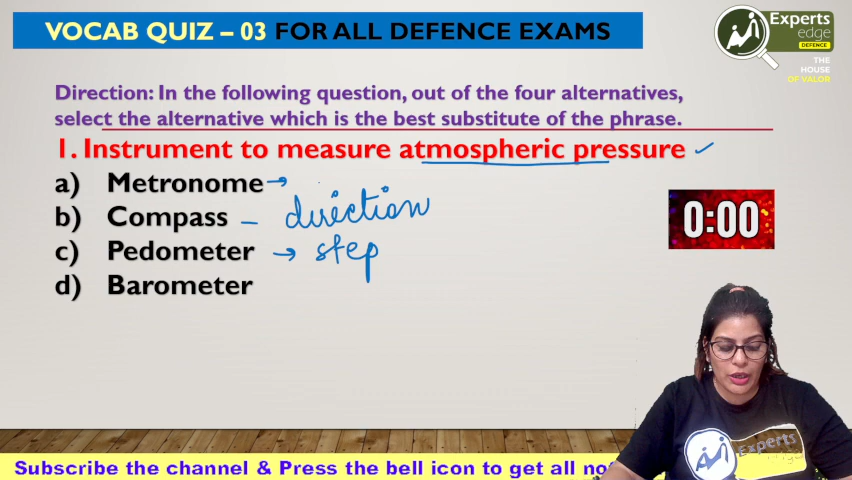 VOCAB QUIZ – 03 FOR ALL DEFENCE EXAMS
Experts
edge
DEFENCE
THE
HOUSE
OF VALOR
Direction: In the following question, out of the four alternatives,
select the alternative which is the best substitute of the phrase.
1. Instrument to measure atmospheric pressure
a) Metronome →
b) Compass – direction
c) Pedometer → step
d) Barometer
0:00
Experts
Subscribe the channel & Press the bell icon to get all